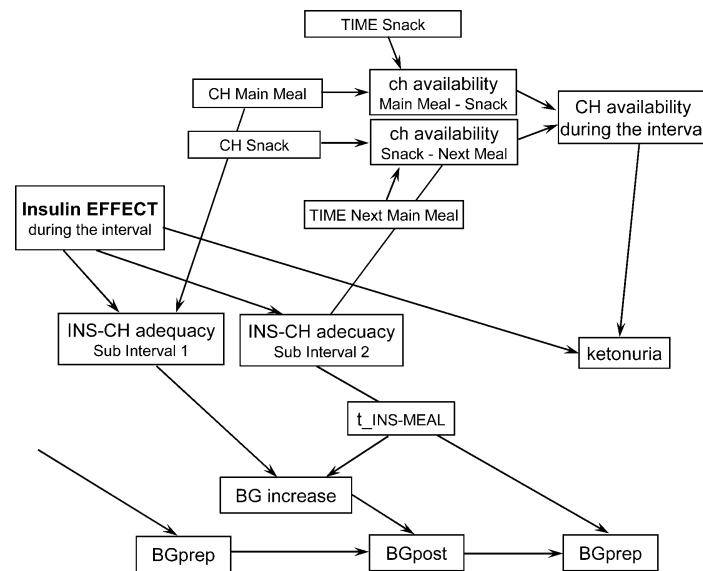 TIME Snack
CH Main Meal
ch availability
Main Meal - Snack
CH availability
during the interval
CH Snack
ch availability
Snack - Next Meal
Insulin EFFECT
during the interval
TIME Next Main Meal
INS-CH adequacy
Sub Interval 1
INS-CH adecuacy
Sub Interval 2
ketonuria
t_INS-MEAL
BG increase
BGprep
BGpost
BGprep